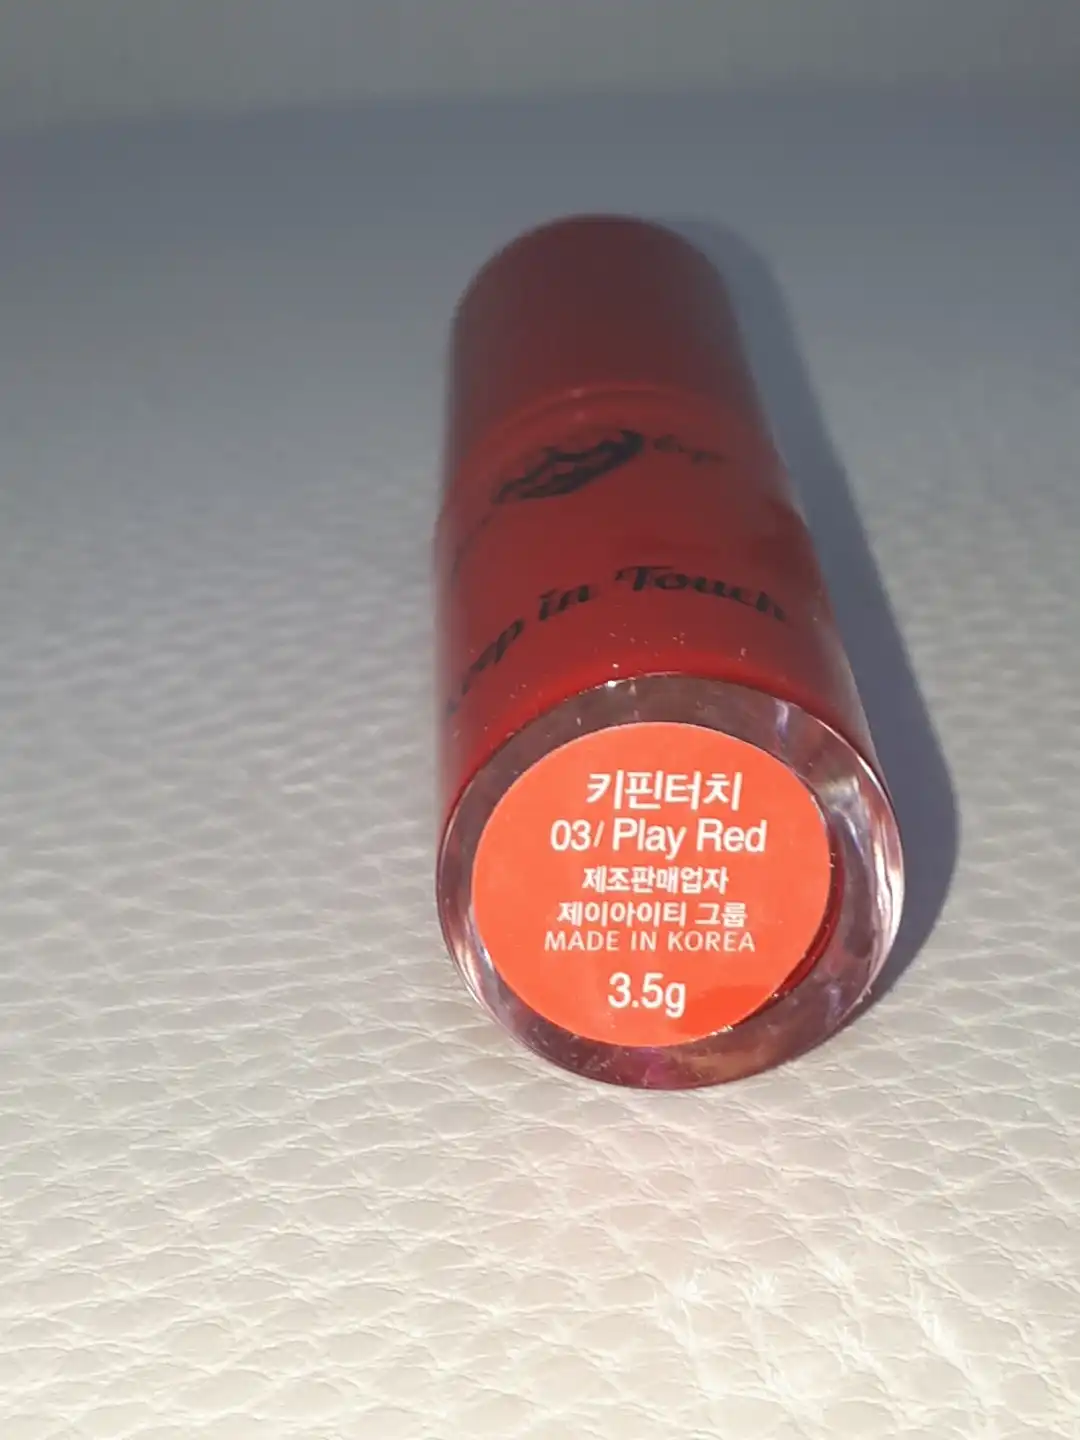 in Touch
키핀터치
03/ Play Red
제조판매업자
제이아이티 그룹
MADE IN KOREA
3.5g